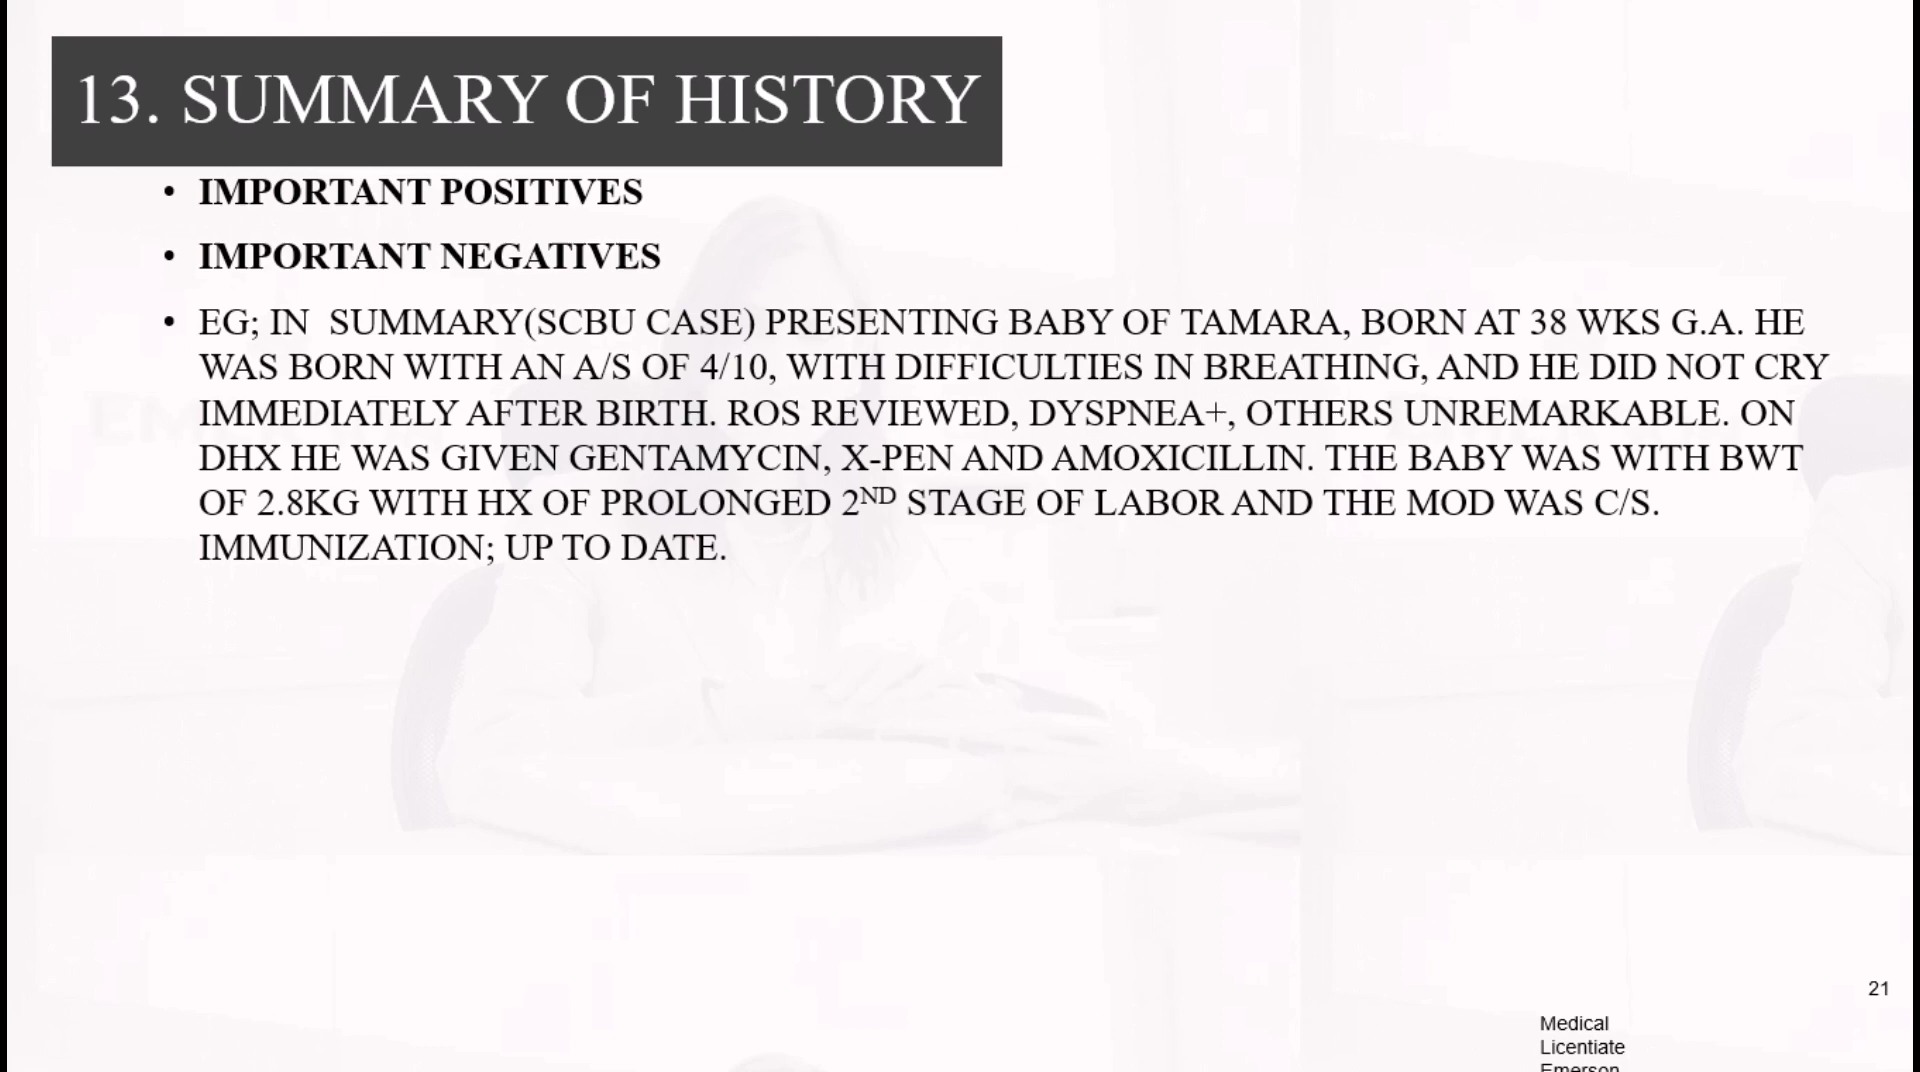 13. SUMMARY OF HISTORY
• IMPORTANT POSITIVES
• IMPORTANT NEGATIVES
• EG; IN SUMMARY(SCBU CASE) PRESENTING BABY OF TAMARA, BORN AT 38 WKS G.A. HE
WAS BORN WITH AN A/S OF 4/10, WITH DIFFICULTIES IN BREATHING, AND HE DID NOT CRY
IMMEDIATELY AFTER BIRTH. ROS REVIEWED, DYSPNEA+, OTHERS UNREMARKABLE. ON
DHX HE WAS GIVEN GENTAMYCIN, X-PEN AND AMOXICILLIN. THE BABY WAS WITH BWT
OF 2.8KG WITH HX OF PROLONGED 2ND STAGE OF LABOR AND THE MOD WAS C/S.
IMMUNIZATION; UP TO DATE.
21
Medical
Licentiate
Emerson